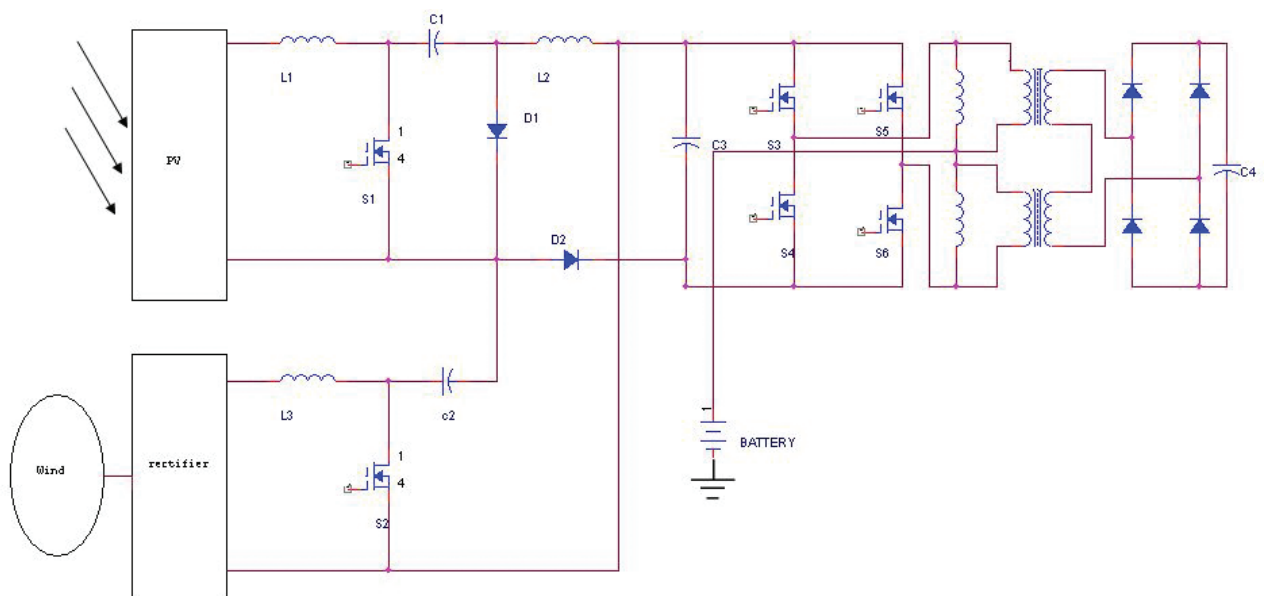 C1
L1
L2
D1
1
4
S1
PV
C3
S3
S5
C4
D2
S4
S6
L3
c2
1
BATTERY
Wind
rectifier
1
4
S2